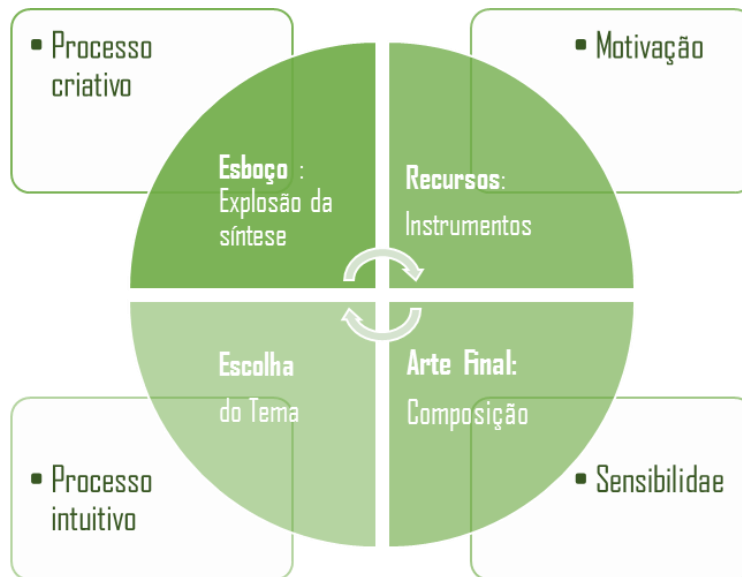 ▪ Processo
criativo
▪ Motivação
Esboço :
Explosão da
síntese
Recursos:
Instrumentos
Escolha
do Tema
Arte Final:
Composição
▪ Processo
intuitivo
▪ Sensibilidae